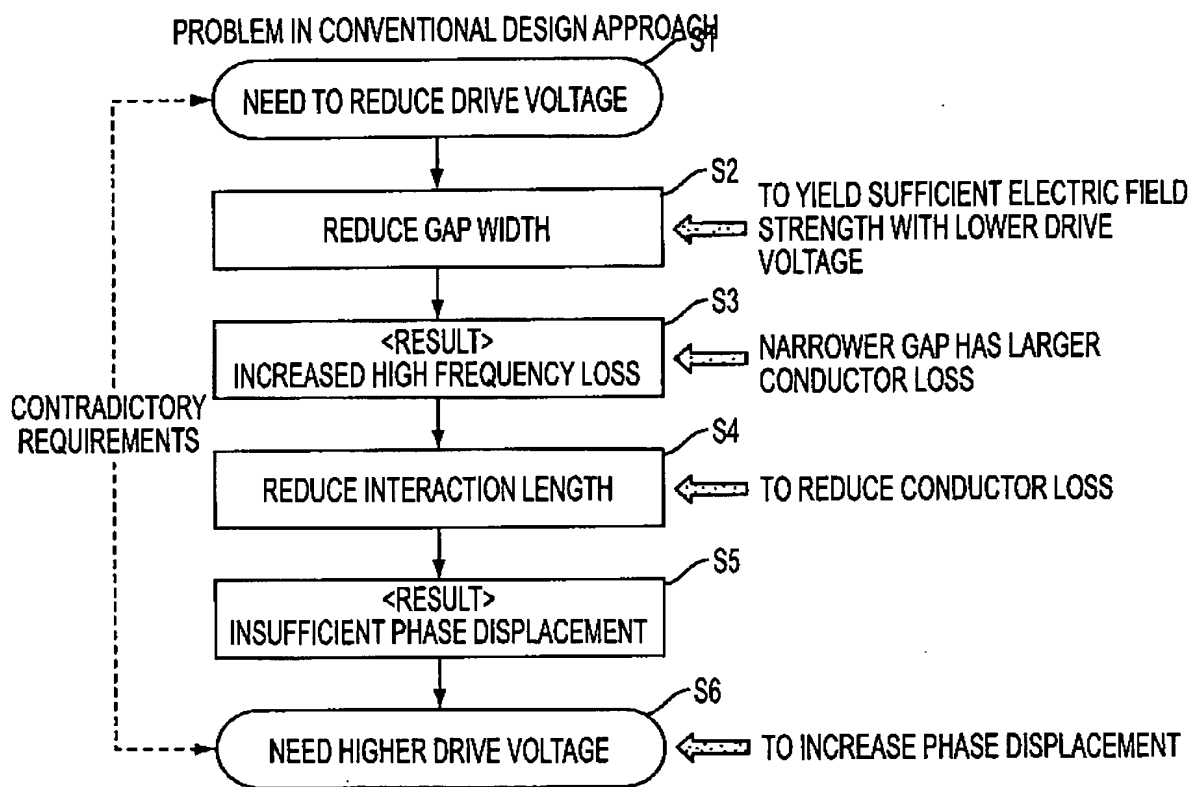 PROBLEM IN CONVENTIONAL DESIGN APPROACH
S1
NEED TO REDUCE DRIVE VOLTAGE
S2
REDUCE GAP WIDTH
TO YIELD SUFFICIENT ELECTRIC FIELD
STRENGTH WITH LOWER DRIVE
VOLTAGE
S3
<RESULT>
INCREASED HIGH FREQUENCY LOSS
NARROWER GAP HAS LARGER
CONDUCTOR LOSS
CONTRADICTORY
REQUIREMENTS
S4
REDUCE INTERACTION LENGTH
TO REDUCE CONDUCTOR LOSS
S5
<RESULT>
INSUFFICIENT PHASE DISPLACEMENT
S6
NEED HIGHER DRIVE VOLTAGE
TO INCREASE PHASE DISPLACEMENT